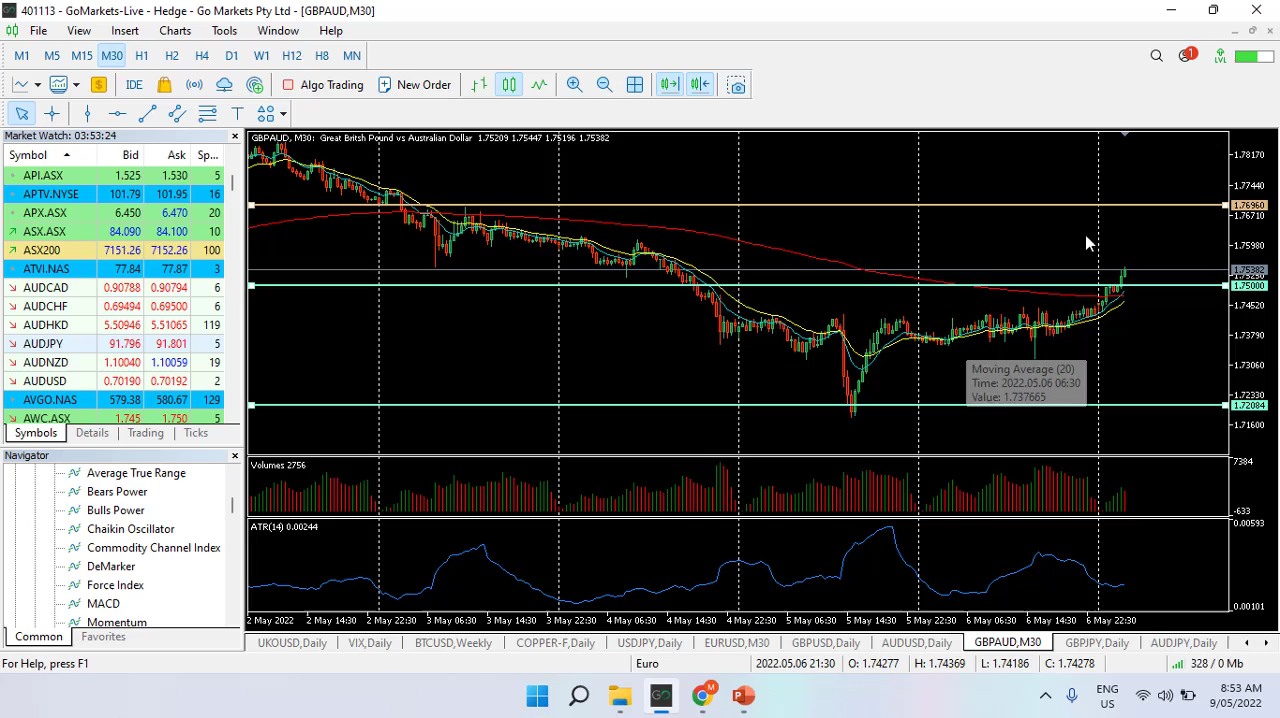 401113 - GoMarkets-Live - Hedge - Go Markets Pty Ltd - [GBPAUD,M30]
File View Insert Charts Tools Window Help
M1 M5 M15 M30 H1 H2 H4 D1 W1 H12 H8 MN
1
LVL
IDE Algo Trading New Order
Market Watch: 03:53:24
Symbol Bid Ask Sp...
API.ASX 1.525 1.530 5
APTV.NYSE 101.79 101.95 16
APX.ASX 6.450 6.470 20
ASX.ASX 84.090 84.100 10
ASX200 7151.26 7152.26 100
ATVI.NAS 77.84 77.87 3
AUDCAD 0.90788 0.90794 6
AUDCHF 0.69494 0.69500 6
AUDHKD 5.50946 5.51065 119
AUDJPY 91.796 91.801 5
AUDNZD 1.10040 1.10059 19
AUDUSD 0.70190 0.70192 2
AVGO.NAS 579.38 580.67 129
AWC.ASX 1.745 1.750 5
Symbols Details Trading Ticks
Navigator
Average True Range
Bears Power
Bulls Power
Chaikin Oscillator
Commodity Channel Index
DeMarker
Force Index
MACD
Momentum
Common Favorites
GBPAUD, M30: Great Britsh Pound vs Australian Dollar 1.75209 1.75447 1.75196 1.75382
1.78170
1.77440
1.76960
1.76710
1.75980
1.75382
1.75000
1.74520
1.73790
1.73060
1.72330
1.72084
1.71600
Moving Average (20)
Time: 2022.05.06 06:30
Value: 1.737665
Volumes 2756
7384
-633
ATR(14) 0.00244
0.00593
0.00101
2 May 2022 2 May 14:30 2 May 22:30 3 May 06:30 3 May 14:30 3 May 22:30 4 May 06:30 4 May 14:30 4 May 22:30 5 May 06:30 5 May 14:30 5 May 22:30 6 May 06:30 6 May 14:30 6 May 22:30
UKOUSD,Daily VIX,Daily BTCUSD,Weekly COPPER-F,Daily USDJPY,Daily EURUSD,M30 GBPUSD,Daily AUDUSD,Daily GBPAUD,M30 GBPJPY,Daily AUDJPY,Daily
For Help, press F1 Euro 2022.05.06 21:30 O: 1.74277 H: 1.74369 L: 1.74186 C: 1.74278 328 / 0 Mb
GO M P ENG
US
8:53 AM
9/05/2022